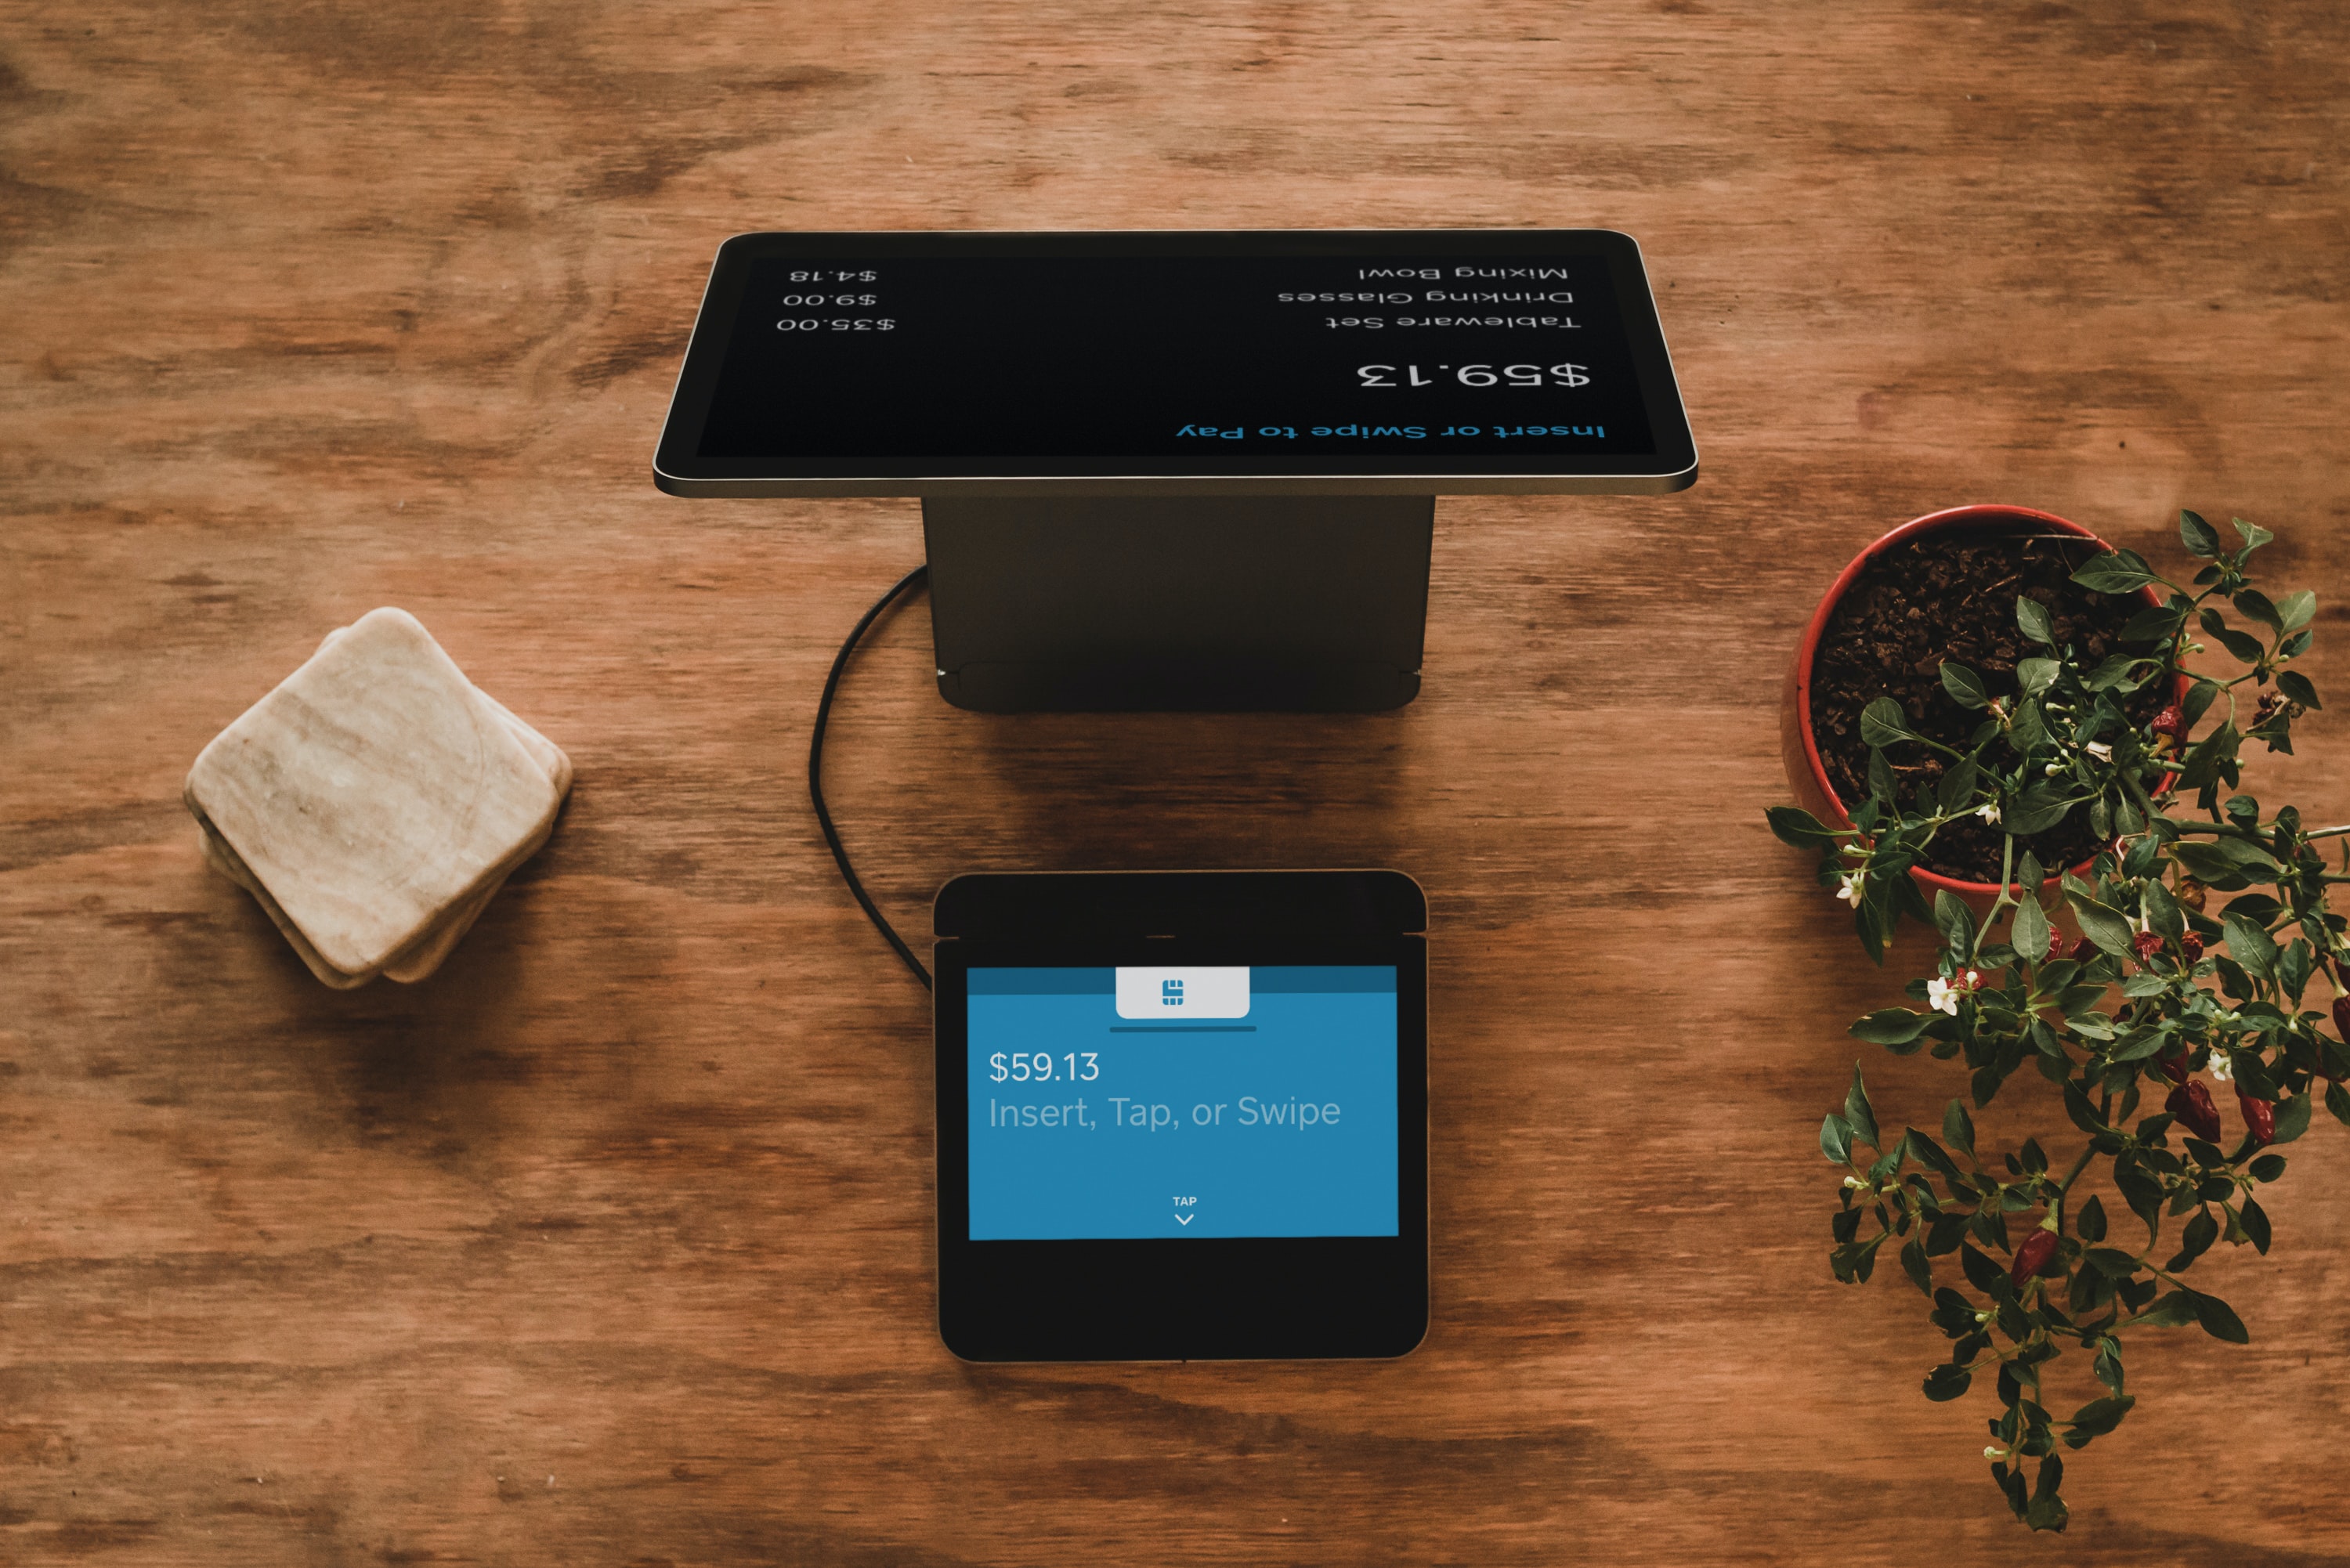 Insert or Swipe to Pay
$59.13
Tableware Set $35.00
Drinking Glasses $9.00
Mixing Bowl $4.18
$59.13
Insert, Tap, or Swipe
TAP